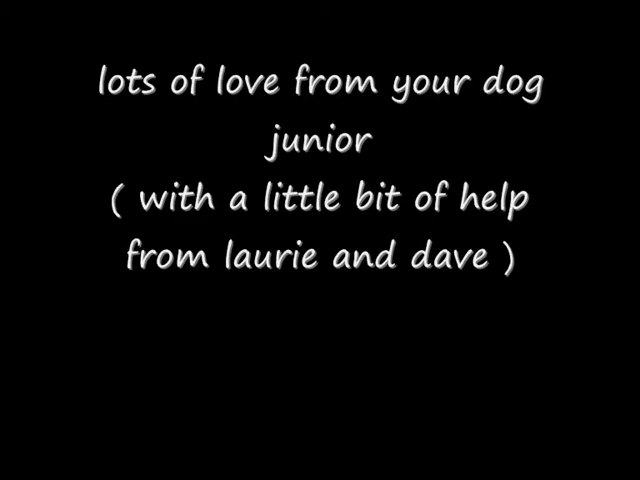 lots of love from your dog
junior
( with a little bit of help
from laurie and dave )